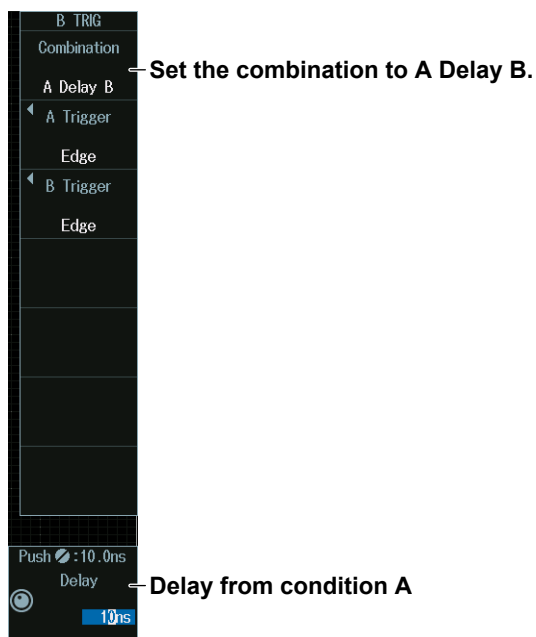 B TRIG
Combination
A Delay B
Set the combination to A Delay B.
A Trigger
Edge
B Trigger
Edge
Push :10.0ns
Delay
Delay from condition A
10ns